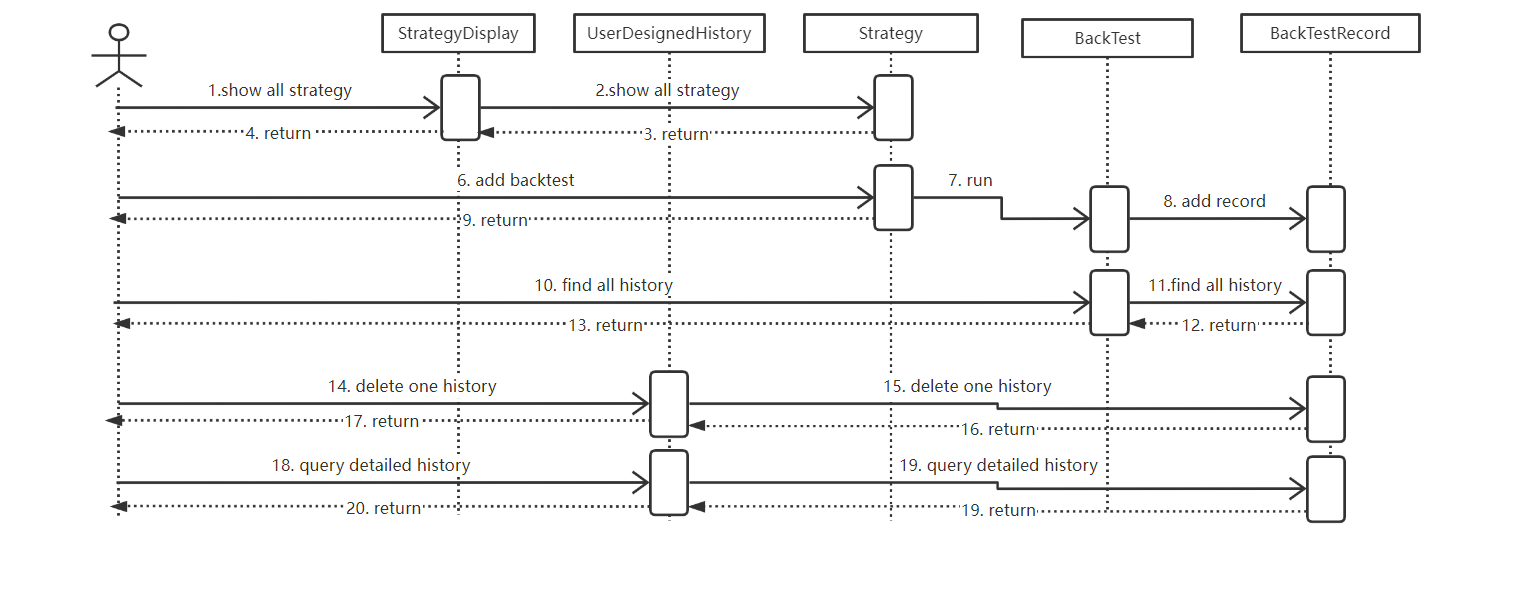 StrategyDisplay
UserDesignedHistory
Strategy
BackTest
BackTestRecord
1.show all strategy
2.show all strategy
4. return
3. return
6. add backtest
7. run
8. add record
9. return
10. find all history
11.find all history
13. return
12. return
14. delete one history
15. delete one history
17. return
16. return
18. query detailed history
19. query detailed history
20. return
19. return